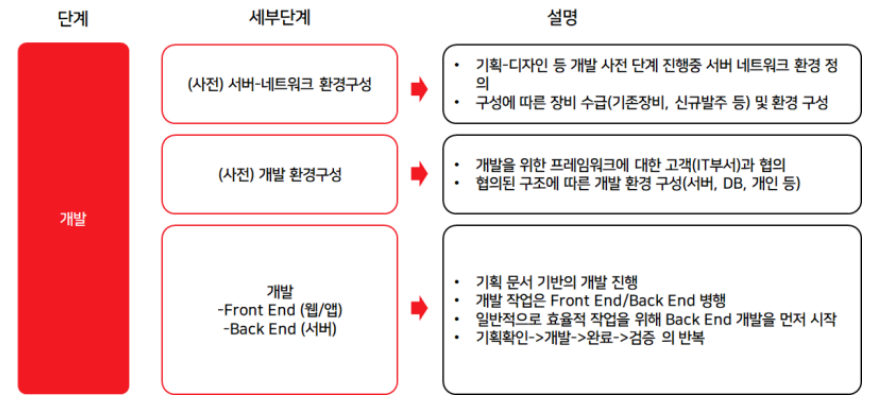 단계
세부단계
설명
개발
(사전) 서버-네트워크 환경구성
• 기획-디자인 등 개발 사전 단계 진행중 서버 네트워크 환경 정
의
• 구성에 따른 장비 수급(기존장비, 신규발주 등) 및 환경 구성
(사전) 개발 환경구성
• 개발을 위한 프레임워크에 대한 고객(IT부서)과 협의
• 협의된 구조에 따른 개발 환경 구성(서버, DB, 개인 등)
개발
-Front End (웹/앱)
-Back End (서버)
• 기획 문서 기반의 개발 진행
• 개발 작업은 Front End/Back End 병행
• 일반적으로 효율적 작업을 위해 Back End 개발을 먼저 시작
• 기획확인->개발->완료->검증 의 반복